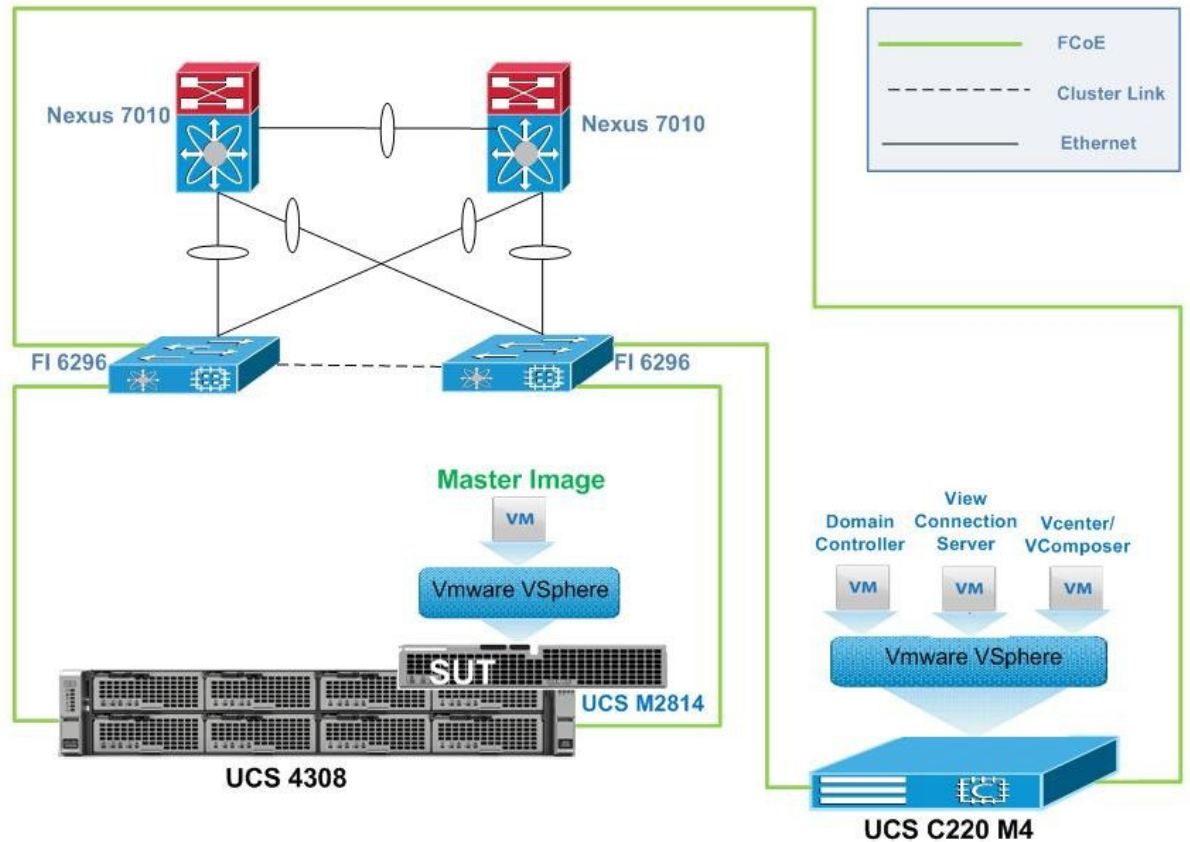 FCoE
Cluster Link
Ethernet
Nexus 7010
Nexus 7010
FI 6296
FI 6296
Master Image
VM
Vmware VSphere
SUT
UCS M2814
UCS 4308
Domain
Controller
View
Connection
Server
Vcenter/
VComposer
VM
VM
VM
Vmware VSphere
C
UCS C220 M4